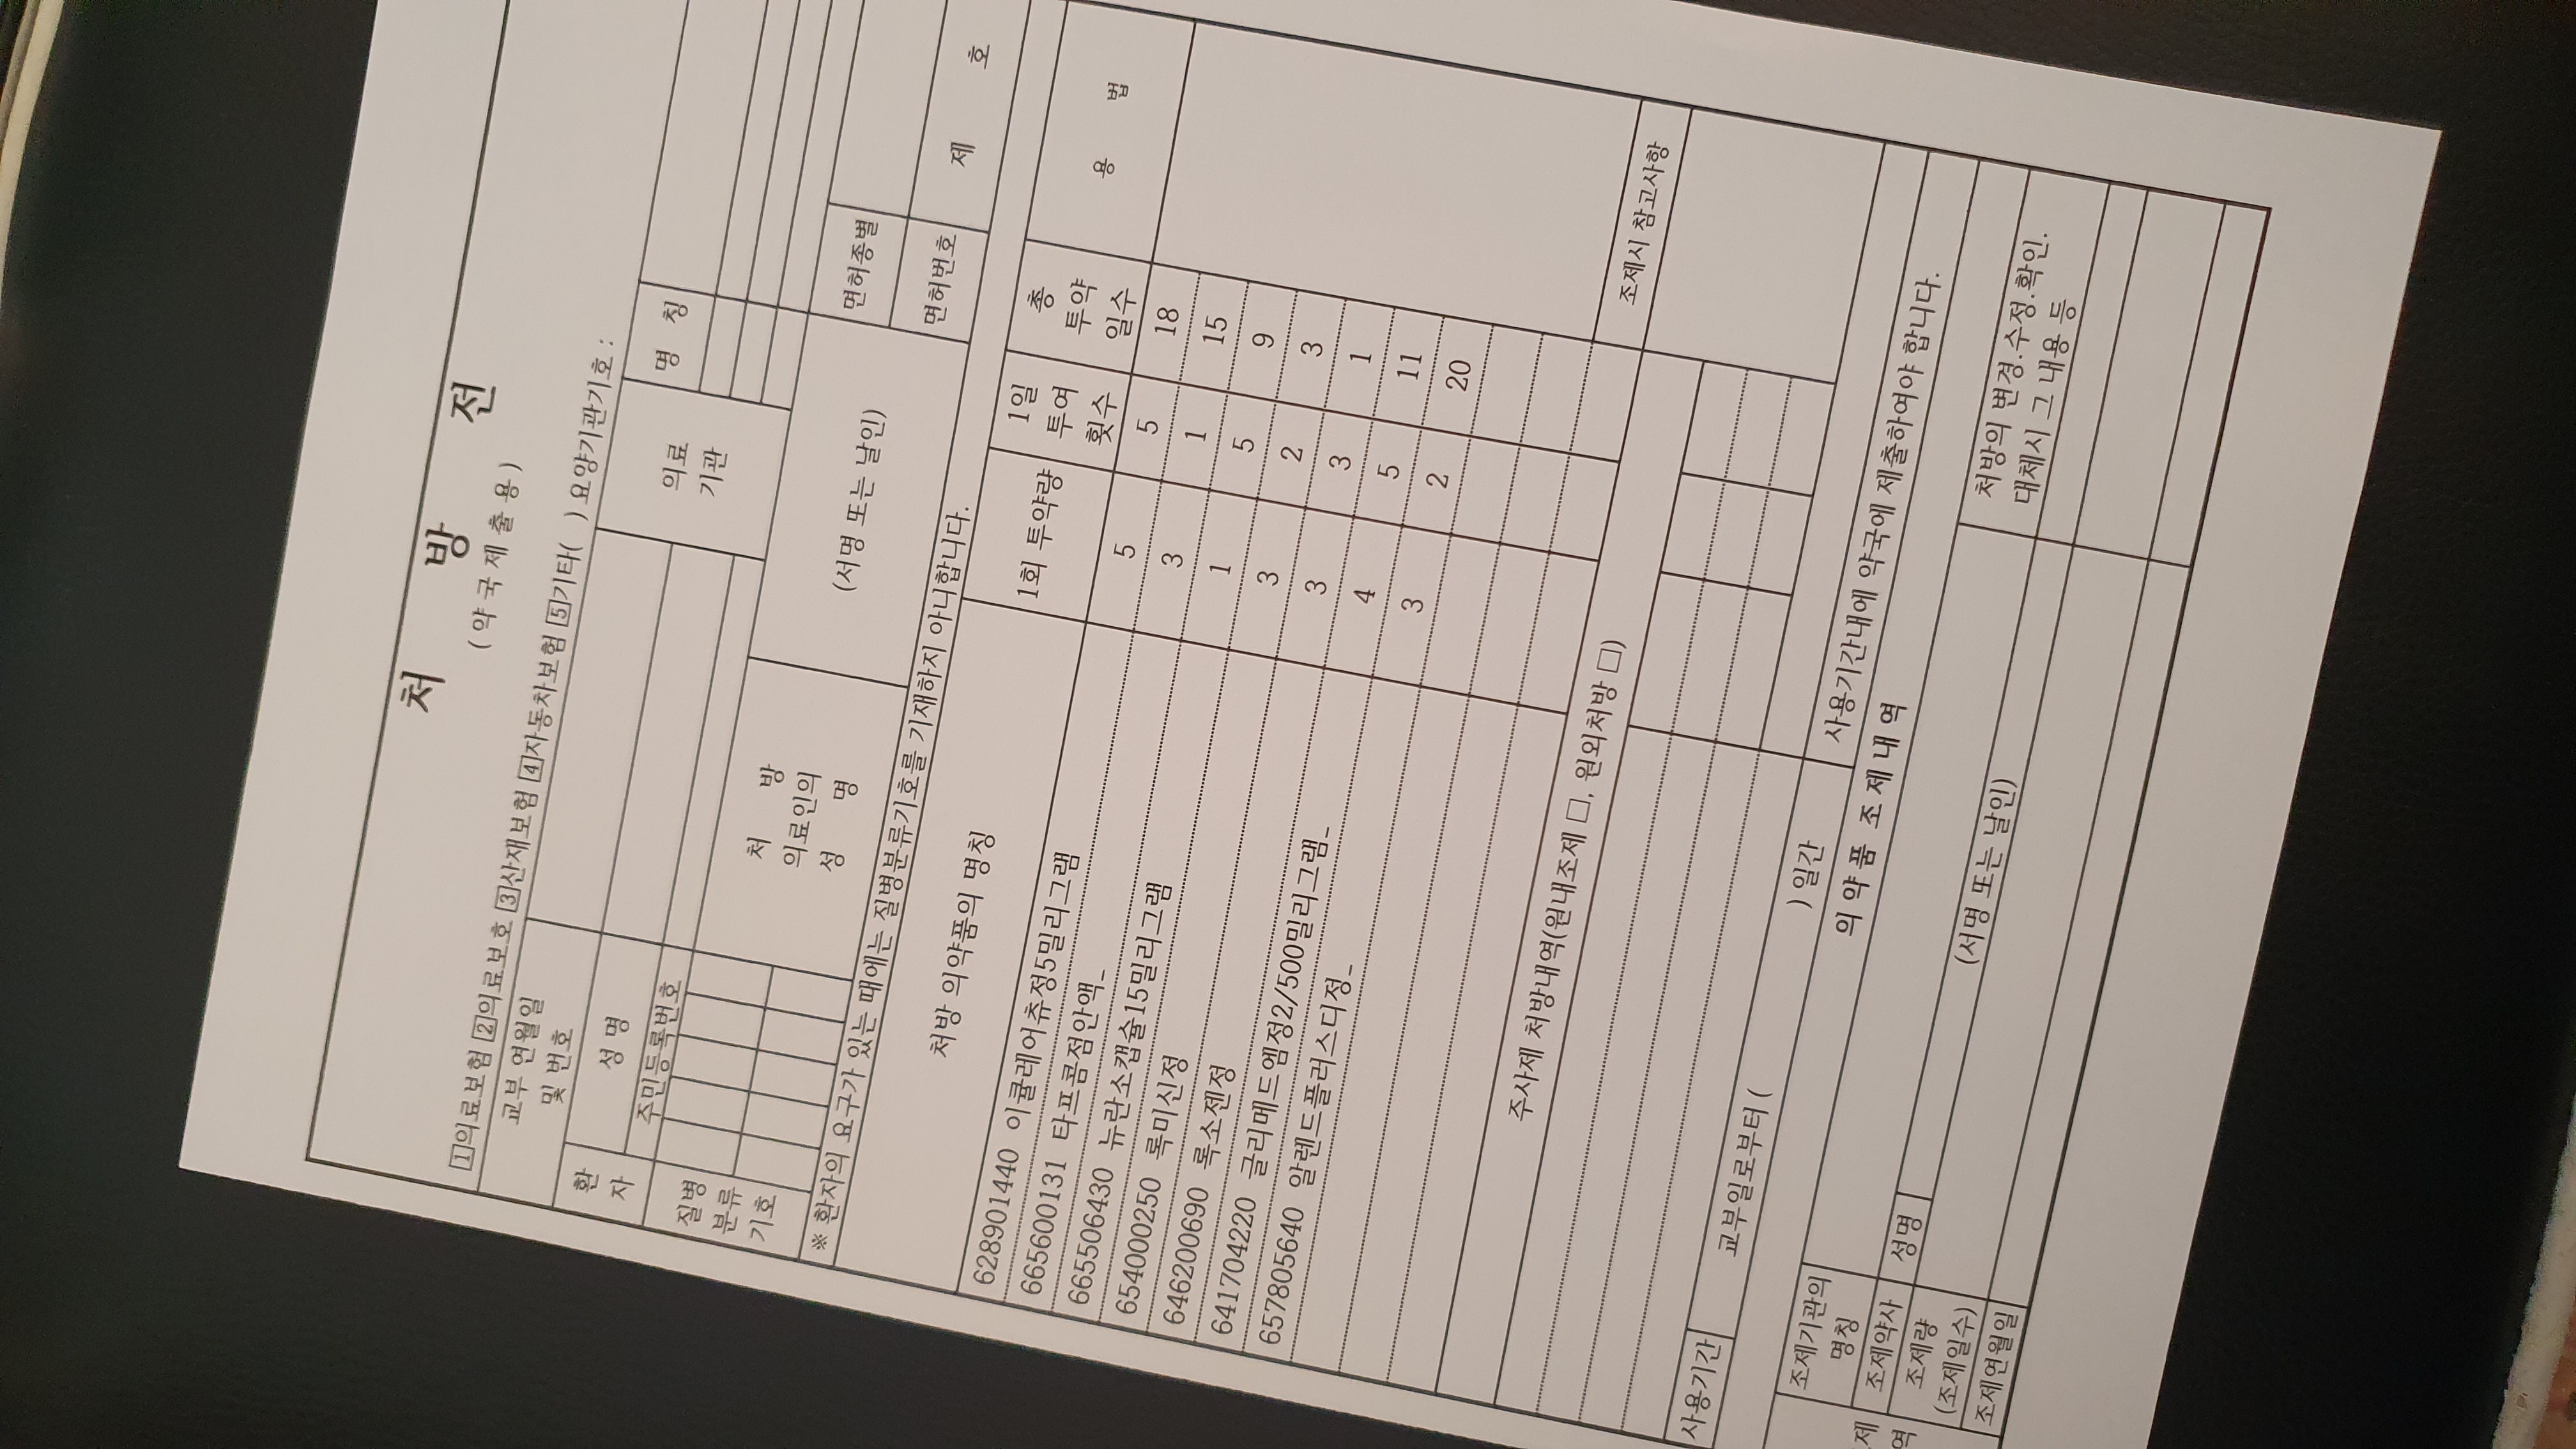 처 방 전
( 약 국 제 출 용 )
1의료보험 2의료보호 3산재보험 4자동차보험 5기타( ) 요양기관기호 :
교부 연월일
및 번호
환
자
성 명
주민등록번호
의료
기관
명 칭
질병
분류
기호
처 방
의료인의
성 명
(서명 또는 날인)
면허종별
면허번호
제 호
※ 환자의 요구가 있는 때에는 질병분류기호를 기재하지 아니합니다.
처방 의약품의 명칭
1회 투약량
1일
투여
횟수
총
투약
일수
용 법
628901440 이큘레어츄정5밀리그램 5 5 18
665600131 타프콤점안액_ 3 1 15
665506430 뉴란소캡슐15밀리그램 1 5 9
654000250 록미신정 3 2 3
646200690 록소젠정 3 3 1
641704220 글리메드엠정2/500밀리그램_ 4 5 11
657805640 알렌드플러스디정_ 3 2 20
주사제 처방내역(원내조제 □, 원외처방 □)
조제시 참고사항
사용기간
교부일로부터 ( ) 일간
사용기간내에 약국에 제출하여야 합니다.
의 약 품 조 제 내 역
제
역
조제기관의
명칭
조제약사
성명
(서명 또는 날인)
조제량
(조제일수)
조제연월일
처방의 변경.수정.확인.
대체시 그 내용 등